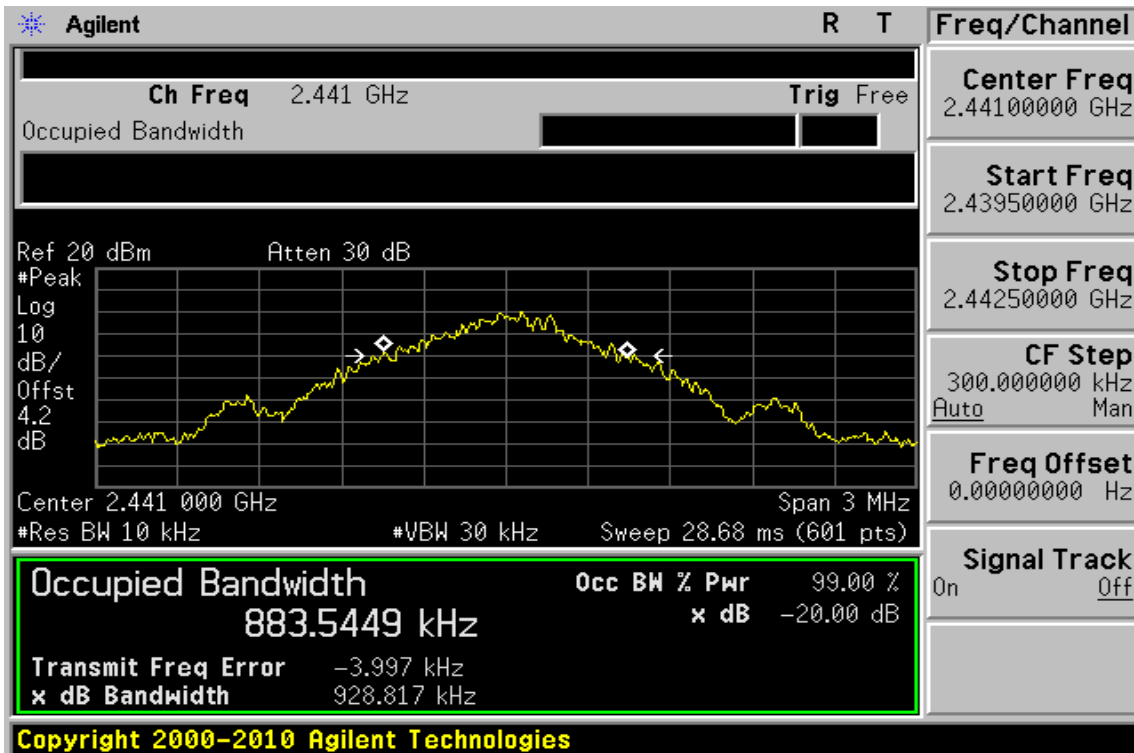 Agilent R T
Ch Freq 2.441 GHz Trig Free
Occupied Bandwidth
Ref 20 dBm Atten 30 dB
#Peak
Log
10
dB/
Offst
4.2
dB
Center 2.441 000 GHz Span 3 MHz
#Res BW 10 kHz #VBW 30 kHz Sweep 28.68 ms (601 pts)
Occupied Bandwidth
883.5449 kHz
Occ BW % Pwr 99.00 %
x dB -20.00 dB
Transmit Freq Error -3.997 kHz
x dB Bandwidth 928.817 kHz
Copyright 2000-2010 Agilent Technologies
Freq/Channel
Center Freq
2.44100000 GHz
Start Freq
2.43950000 GHz
Stop Freq
2.44250000 GHz
CF Step
300.000000 kHz
Auto Man
Freq Offset
0.00000000 Hz
Signal Track
On Off